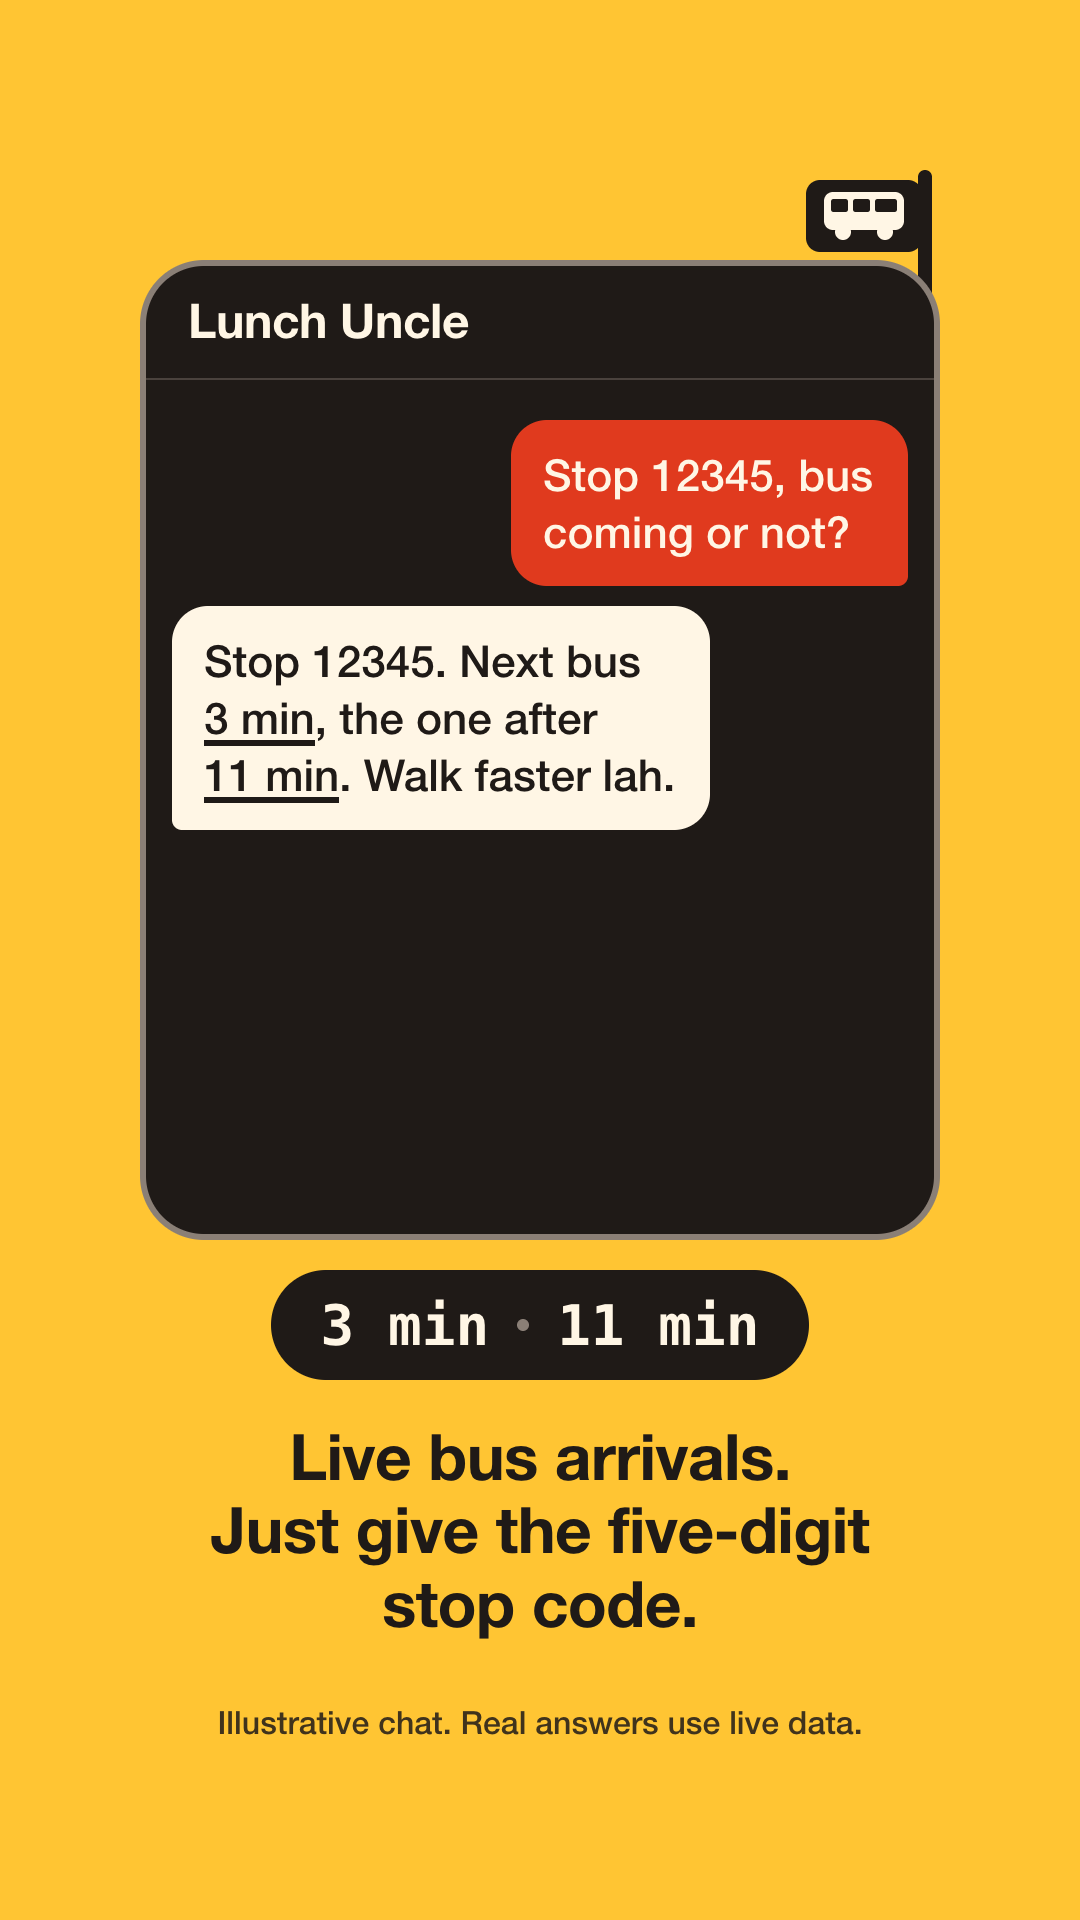 Lunch Uncle
Stop 12345, bus
coming or not?
Stop 12345. Next bus
3 min, the one after
11 min. Walk faster lah.
3 min • 11 min
Live bus arrivals.
Just give the five-digit
stop code.
Illustrative chat. Real answers use live data.